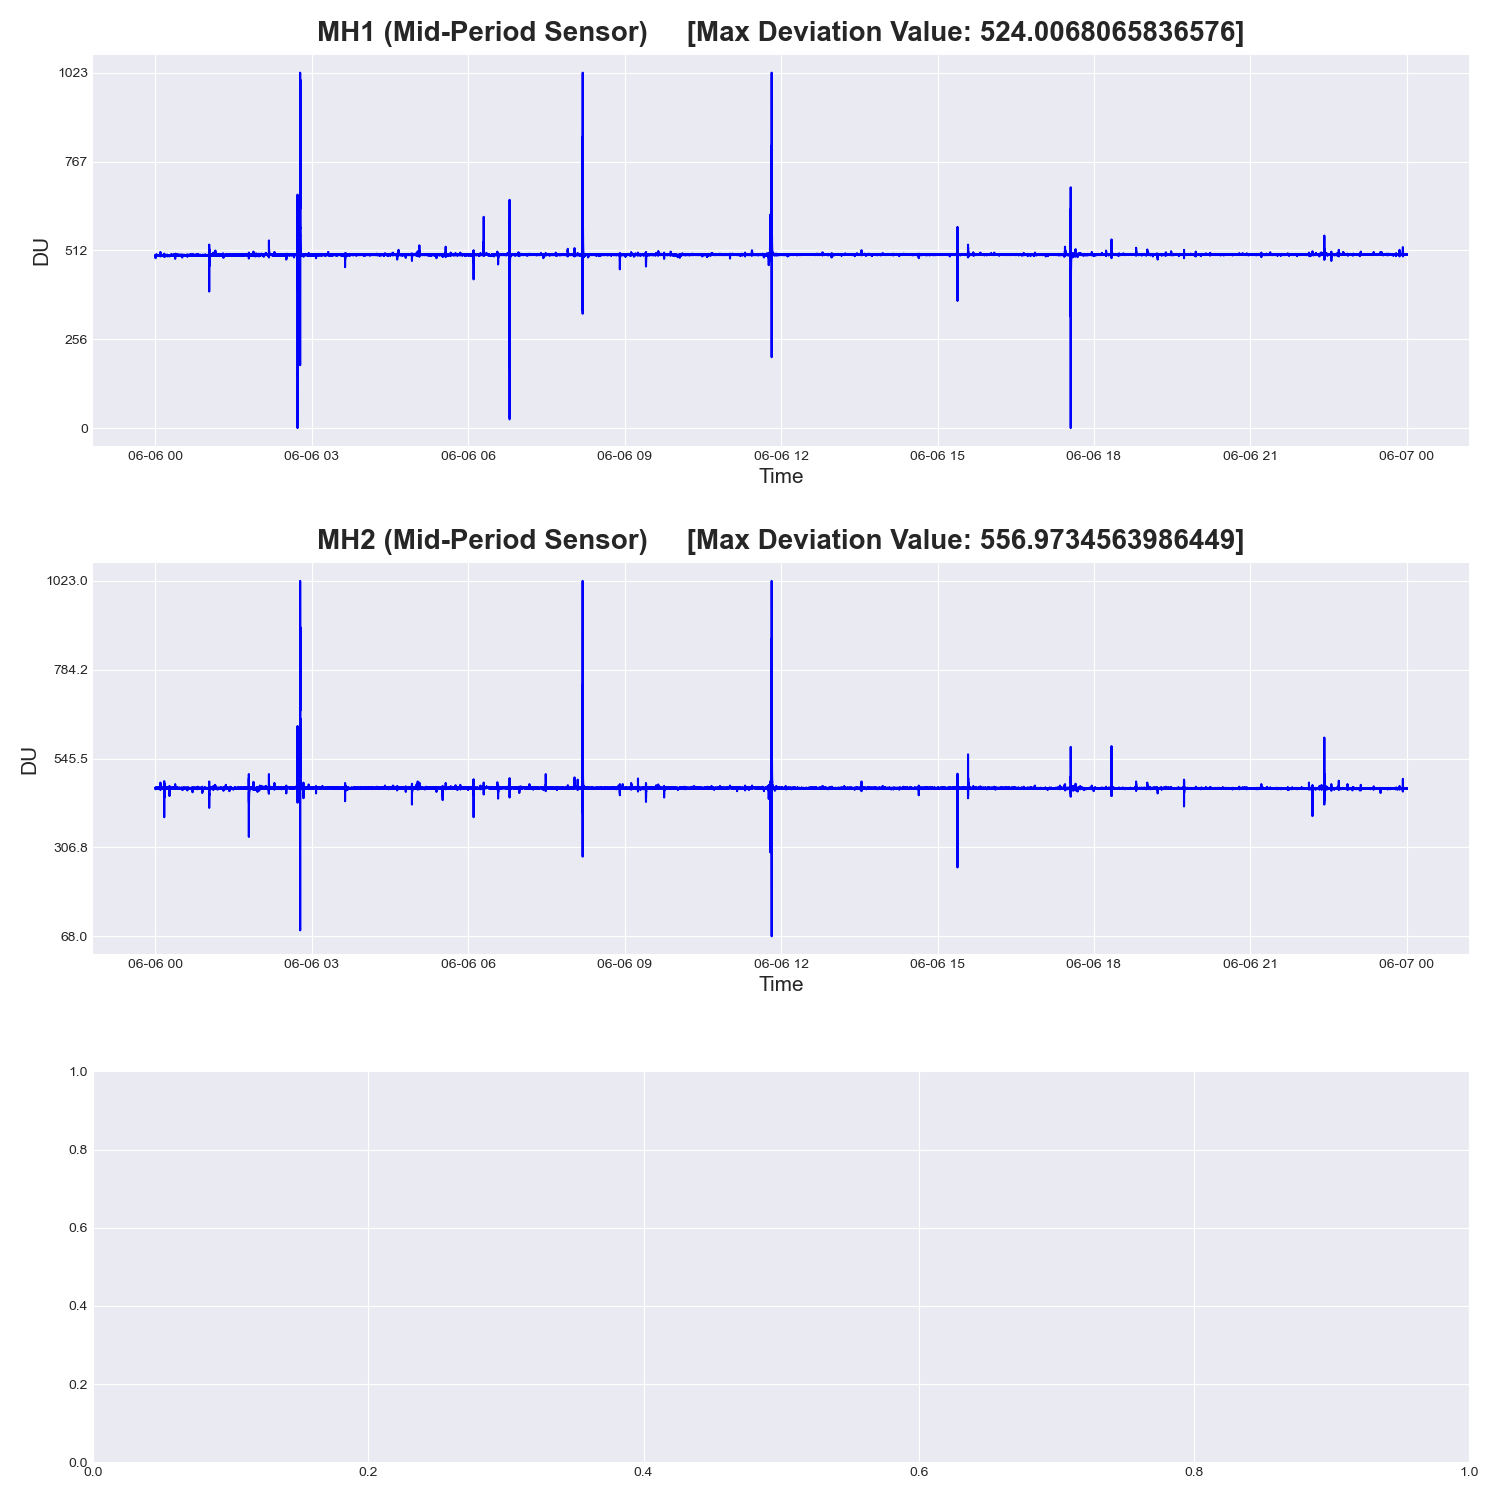 MH1 (Mid-Period Sensor) [Max Deviation Value: 524.0068065836576]
1023
767
512
256
0
DU
06-06 00 06-06 03 06-06 06 06-06 09 06-06 12 06-06 15 06-06 18 06-06 21 06-07 00
Time
MH2 (Mid-Period Sensor) [Max Deviation Value: 556.9734563986449]
1023.0
784.2
545.5
306.8
68.0
DU
06-06 00 06-06 03 06-06 06 06-06 09 06-06 12 06-06 15 06-06 18 06-06 21 06-07 00
Time
1.0
0.8
0.6
0.4
0.2
0.0
0.0 0.2 0.4 0.6 0.8 1.0